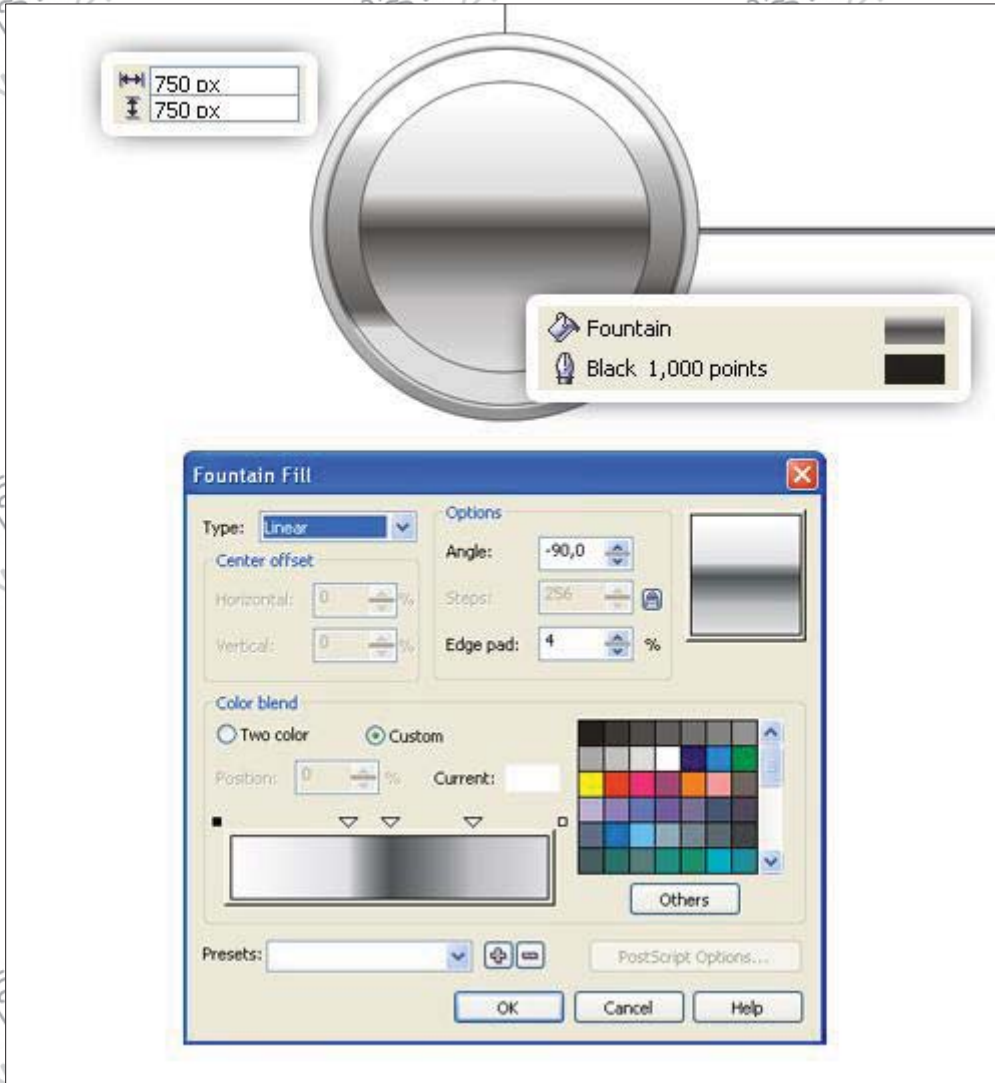 750 px
750 px
Fountain
Black 1,000 points
Fountain Fill
Type: Linear
Center offset
Horizontal: 0 %
Vertical: 0 %
Options
Angle: -90,0
Steps: 256
Edge pad: 4 %
Color blend
Two color Custom
Position: 0 % Current:
Others
Presets:
PostScript Options...
OK Cancel Help